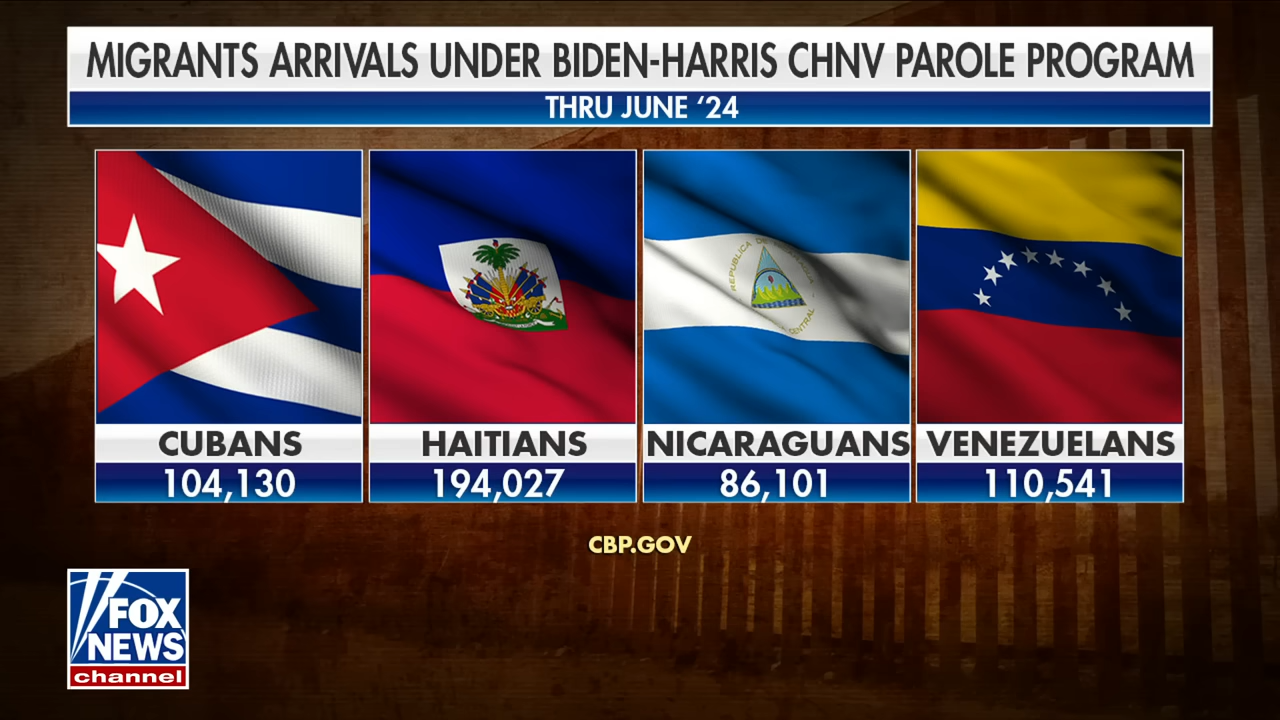 MIGRANTS ARRIVALS UNDER BIDEN-HARRIS CHNV PAROLE PROGRAM
THRU JUNE ‘24
CUBANS
104,130
HAITIANS
194,027
NICARAGUANS
86,101
VENEZUELANS
110,541
CBP.GOV
FOX
NEWS
channel